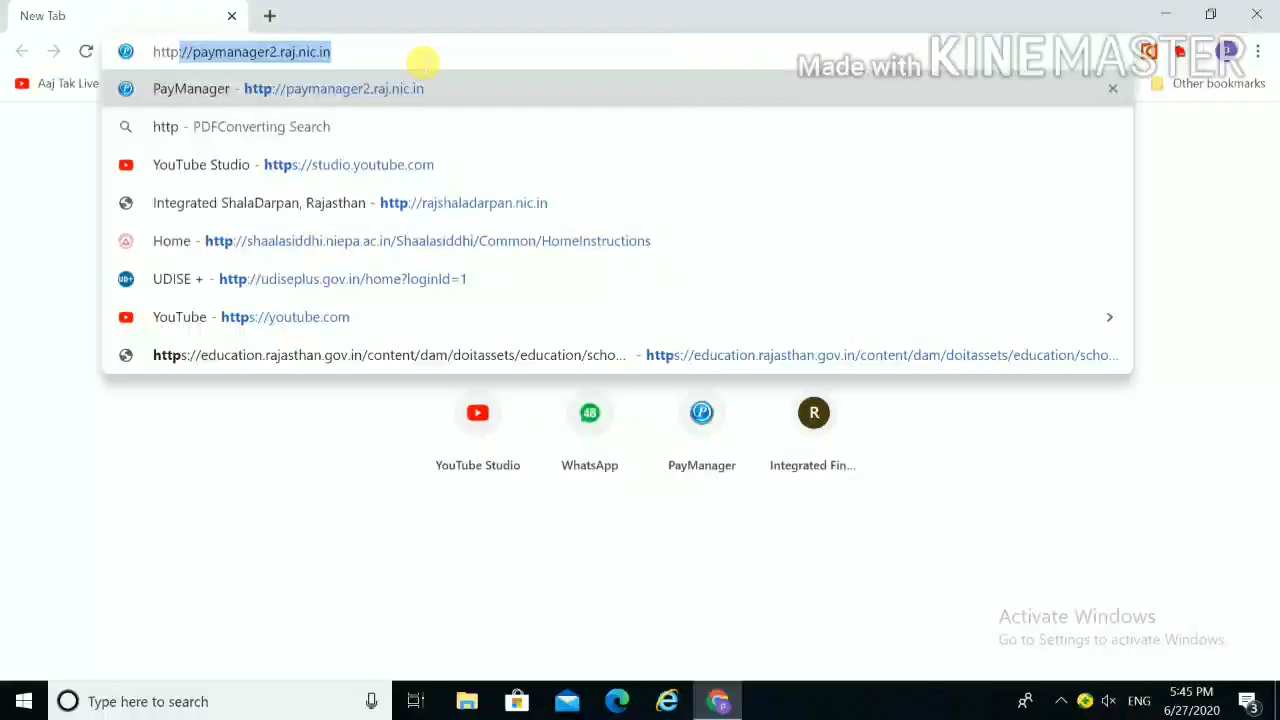 New Tab
http://paymanager2.raj.nic.in
Made with KINEMASTER
Aaj Tak Live
Other bookmarks
PayManager - http://paymanager2.raj.nic.in
http - PDFConverting Search
YouTube Studio - https://studio.youtube.com
Integrated ShalaDarpan, Rajasthan - http://rajshaladarpan.nic.in
Home - http://shaalasiddhi.niepa.ac.in/Shaalasiddhi/Common/HomeInstructions
UDISE + - http://udiseplus.gov.in/home?loginId=1
YouTube - https://youtube.com
https://education.rajasthan.gov.in/content/dam/doitassets/education/scho... - https://education.rajasthan.gov.in/content/dam/doitassets/education/scho...
48
R
YouTube Studio
WhatsApp
PayManager
Integrated Fin...
Activate Windows
Go to Settings to activate Windows.
Type here to search
ENG
5:45 PM
6/27/2020
3